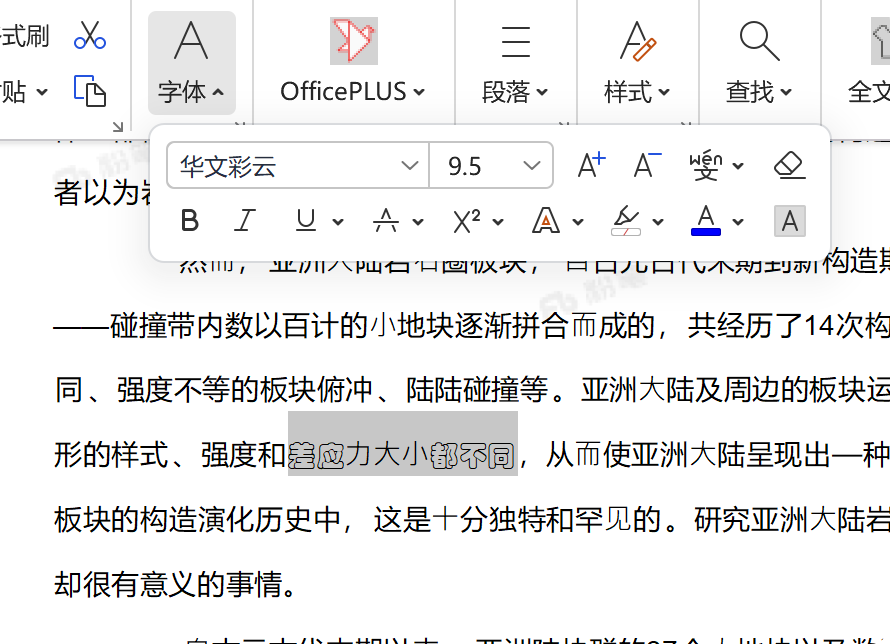 式刷
字体
OfficePLUS
段落
样式
查找
全文
贴
华文彩云
9.5
A+
A−
wén
变
B I U A X² A A A
者以为岩
然而，亚洲大陆岩石圈板块，自古元古代末期到新构造期
——碰撞带内数以百计的小地块逐渐拼合而成的，共经历了14次构
同、强度不等的板块俯冲、陆陆碰撞等。亚洲大陆及周边的板块运
形的样式、强度和差应力大小都不同，从而使亚洲大陆呈现出一种
板块的构造演化历史中，这是十分独特和罕见的。研究亚洲大陆岩
却很有意义的事情。